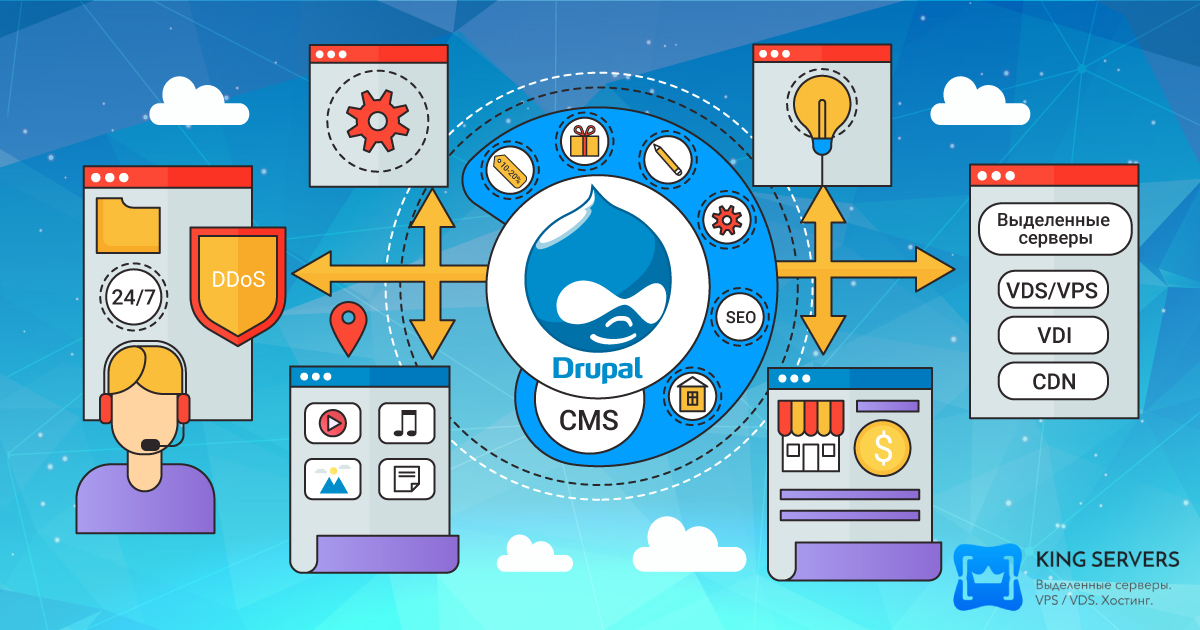 10-20%
DDoS
24/7
Drupal
CMS
SEO
Выделенные
серверы
VDS/VPS
VDI
CDN
$
KING SERVERS
Выделенные серверы.
VPS / VDS. Хостинг.